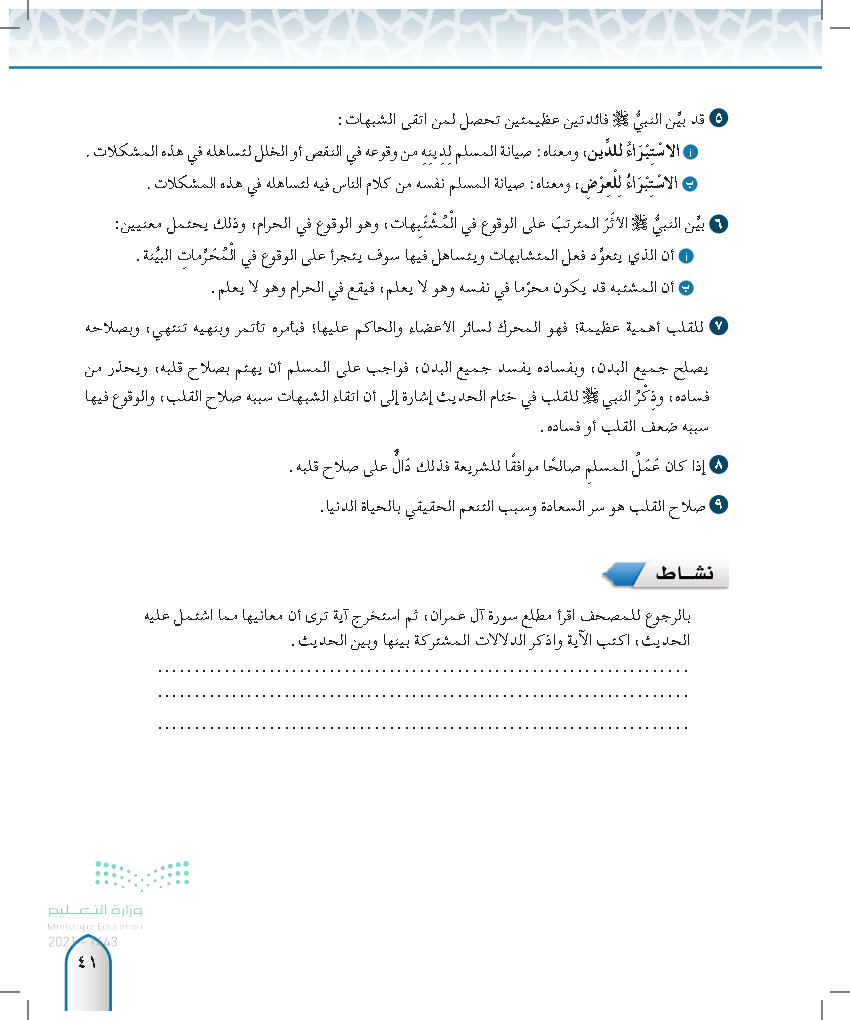 ٥ قد بيَّن النبيُّ ﷺ فائدتين عظيمتين تحصل لمن اتقى الشبهات:
أ الاسْتِبْرَاءُ للدِّين، ومعناه: صيانة المسلم لِدِينِهِ من وقوعه في النقص أو الخلل لتساهله في هذه المشكلات.
ب الاسْتِبْرَاءُ لِلْعِرْضِ، ومعناه: صيانة المسلم نفسه من كلام الناس فيه لتساهله في هذه المشكلات.
٦ بيَّن النبيُّ ﷺ الأثَرَ المترتبَ على الوقوع في الْمُشْتَبِهات، وهو الوقوع في الحرام، وذلك يحتمل معنيين:
أ أن الذي يتعوَّد فعل المتشابهات ويتساهل فيها سوف يتجرأ على الوقوع في الْمُحَرَّماتِ البيِّنة.
ب أن المشتبه قد يكون محرّما في نفسه وهو لا يعلم، فيقع في الحرام وهو لا يعلم.
٧ للقلب أهمية عظيمة؛ فهو المحرك لسائر الأعضاء والحاكم عليها؛ فبأمره تأتمر وبنهيه تنتهي، وبصلاحه
يصلح جميع البدن، وبفساده يفسد جميع البدن، فواجب على المسلم أن يهتم بصلاح قلبه، ويحذر من
فساده، وذِكْرُ النبي ﷺ للقلب في ختام الحديث إشارة إلى أن اتقاء الشبهات سببه صلاح القلب، والوقوع فيها
سببه ضعف القلب أو فساده.
٨ إذا كان عَمَلُ المسلمِ صالحًا موافقًا للشريعة فذلك دَالٌّ على صلاح قلبه.
٩ صلاح القلب هو سر السعادة وسبب التنعم الحقيقي بالحياة الدنيا.
نشــاط
بالرجوع للمصحف اقرأ مطلع سورة آل عمران، ثم استخرج آية ترى أن معانيها مما اشتمل عليه
الحديث، اكتب الآية واذكر الدلالات المشتركة بينها وبين الحديث.
وزارة التعـــليم
Ministry of Education
2021 - 1443
٤١